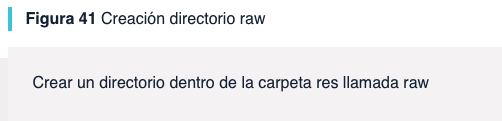 Figura 41 Creación directorio raw
Crear un directorio dentro de la carpeta res llamada raw